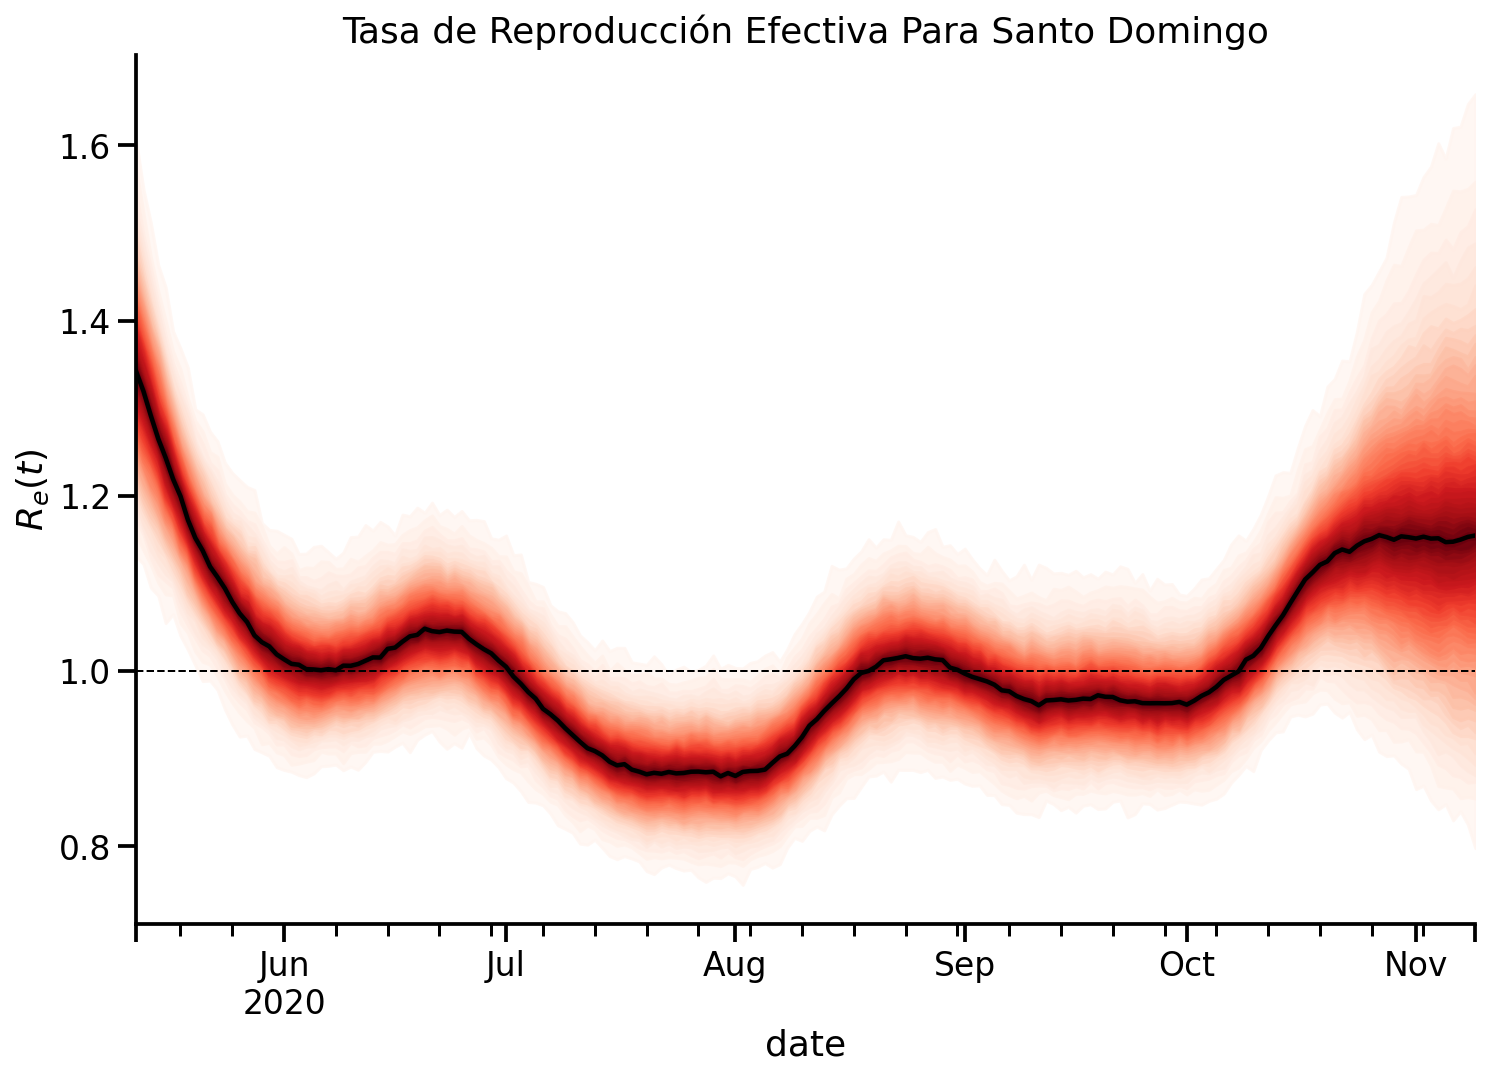 Tasa de Reproducción Efectiva Para Santo Domingo
1.6
1.4
1.2
1.0
0.8
Rₑ(t)
Jun Jul Aug Sep Oct Nov
2020
date